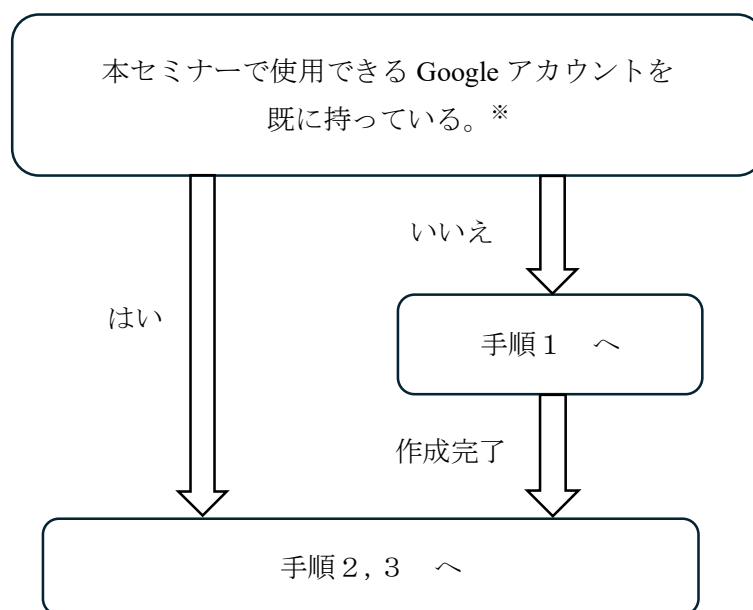 本セミナーで使用できる Google アカウントを
既に持っている。※
いいえ
はい
手順１　へ
作成完了
手順２, ３　へ